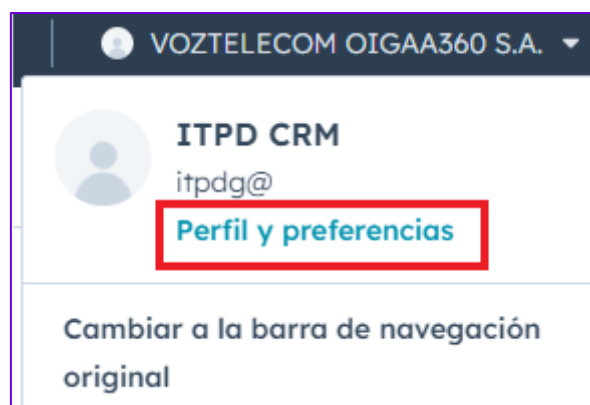 VOZTELECOM OIGAA360 S.A.
ITPD CRM
itpdg@
Perfil y preferencias
Cambiar a la barra de navegación
original